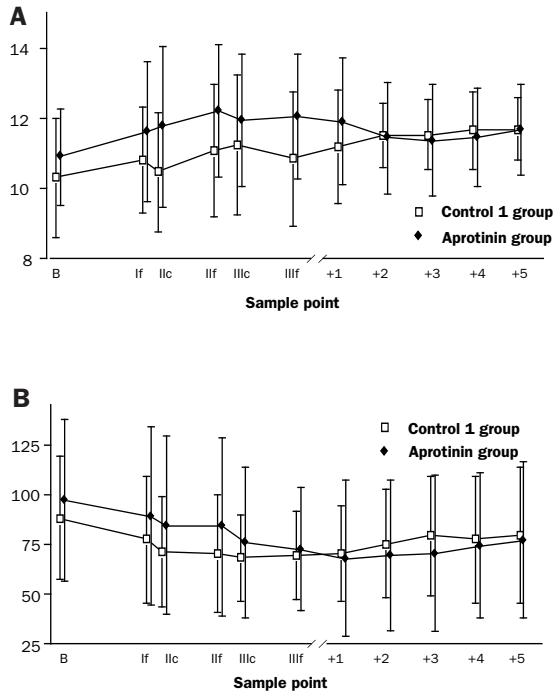 A
14
12
10
8
Control 1 group
Aprotinin group
B If IIc IIf IIIc IIIf +1 +2 +3 +4 +5
Sample point
B
125
100
75
50
25
Control 1 group
Aprotinin group
B If IIc IIf IIIc IIIf +1 +2 +3 +4 +5
Sample point